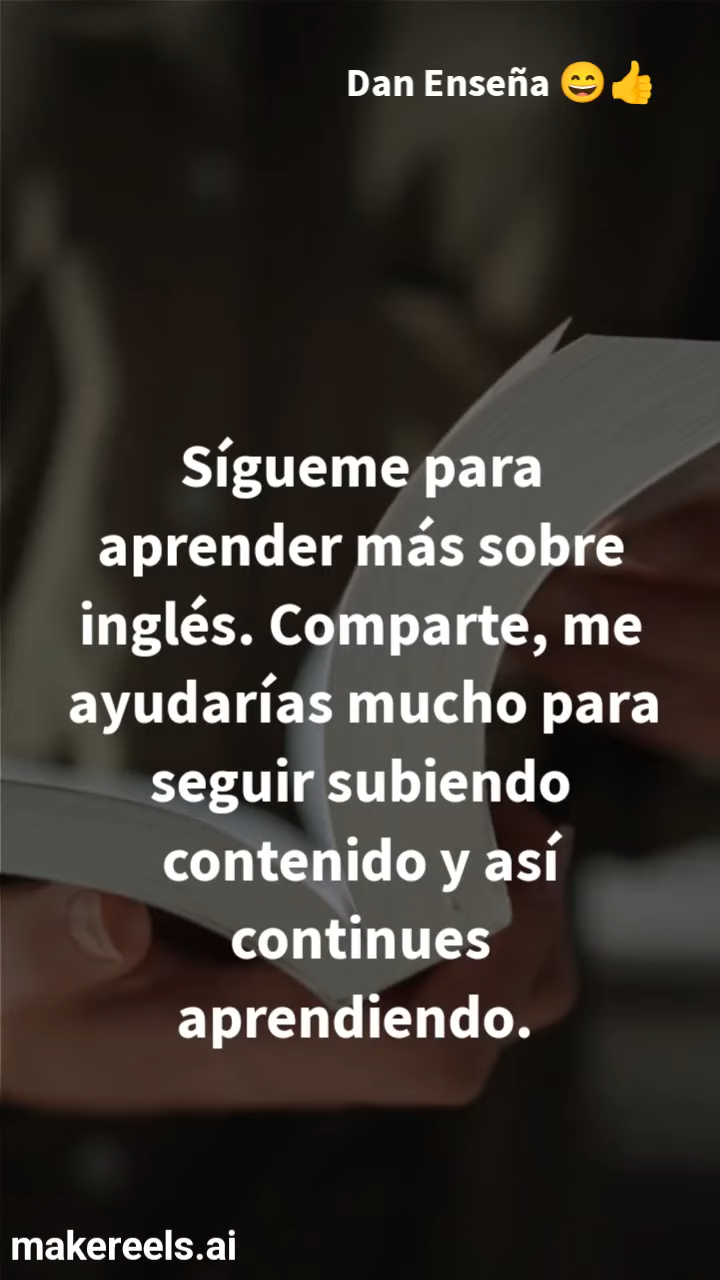 Dan Enseña 😄👍
Sígueme para
aprender más sobre
inglés. Comparte, me
ayudarías mucho para
seguir subiendo
contenido y así
continues
aprendiendo.
makereels.ai